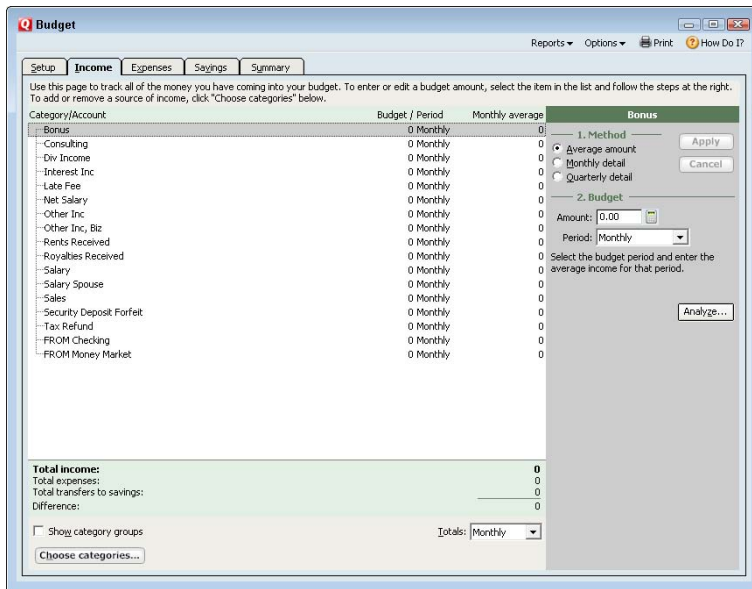 Budget
Reports Options Print How Do I?
Setup Income Expenses Savings Summary
Use this page to track all of the money you have coming into your budget. To enter or edit a budget amount, select the item in the list and follow the steps at the right.
To add or remove a source of income, click "Choose categories" below.
Category/Account Budget / Period Monthly average
Bonus 0 Monthly 0
Consulting 0 Monthly 0
Div Income 0 Monthly 0
Interest Inc 0 Monthly 0
Late Fee 0 Monthly 0
Net Salary 0 Monthly 0
Other Inc 0 Monthly 0
Other Inc, Biz 0 Monthly 0
Rents Received 0 Monthly 0
Royalties Received 0 Monthly 0
Salary 0 Monthly 0
Salary Spouse 0 Monthly 0
Sales 0 Monthly 0
Security Deposit Forfeit 0 Monthly 0
Tax Refund 0 Monthly 0
FROM Checking 0 Monthly 0
FROM Money Market 0 Monthly 0
Total income: 0
Total expenses: 0
Total transfers to savings: 0
Difference: 0
Show category groups Totals: Monthly
Choose categories...
Bonus
1. Method
Apply
Average amount
Monthly detail
Cancel
Quarterly detail
2. Budget
Amount: 0.00
Period: Monthly
Select the budget period and enter the
average income for that period.
Analyze...